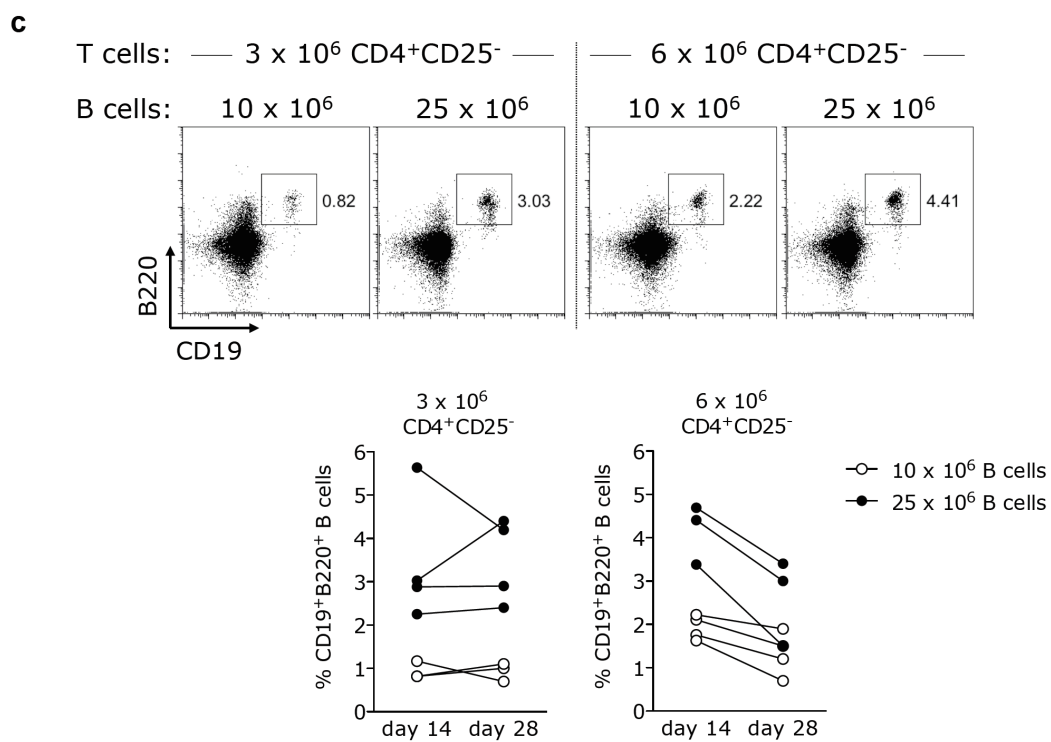 c
T cells: 3 x 10⁶ CD4⁺CD25⁻ 6 x 10⁶ CD4⁺CD25⁻
B cells: 10 x 10⁶ 25 x 10⁶ 10 x 10⁶ 25 x 10⁶
0.82 3.03 2.22 4.41
B220
CD19
3 x 10⁶ 6 x 10⁶
CD4⁺CD25⁻ CD4⁺CD25⁻
% CD19⁺B220⁺ B cells
6
5
4
3
2
1
0
day 14 day 28
% CD19⁺B220⁺ B cells
6
5
4
3
2
1
0
day 14 day 28
10 x 10⁶ B cells
25 x 10⁶ B cells